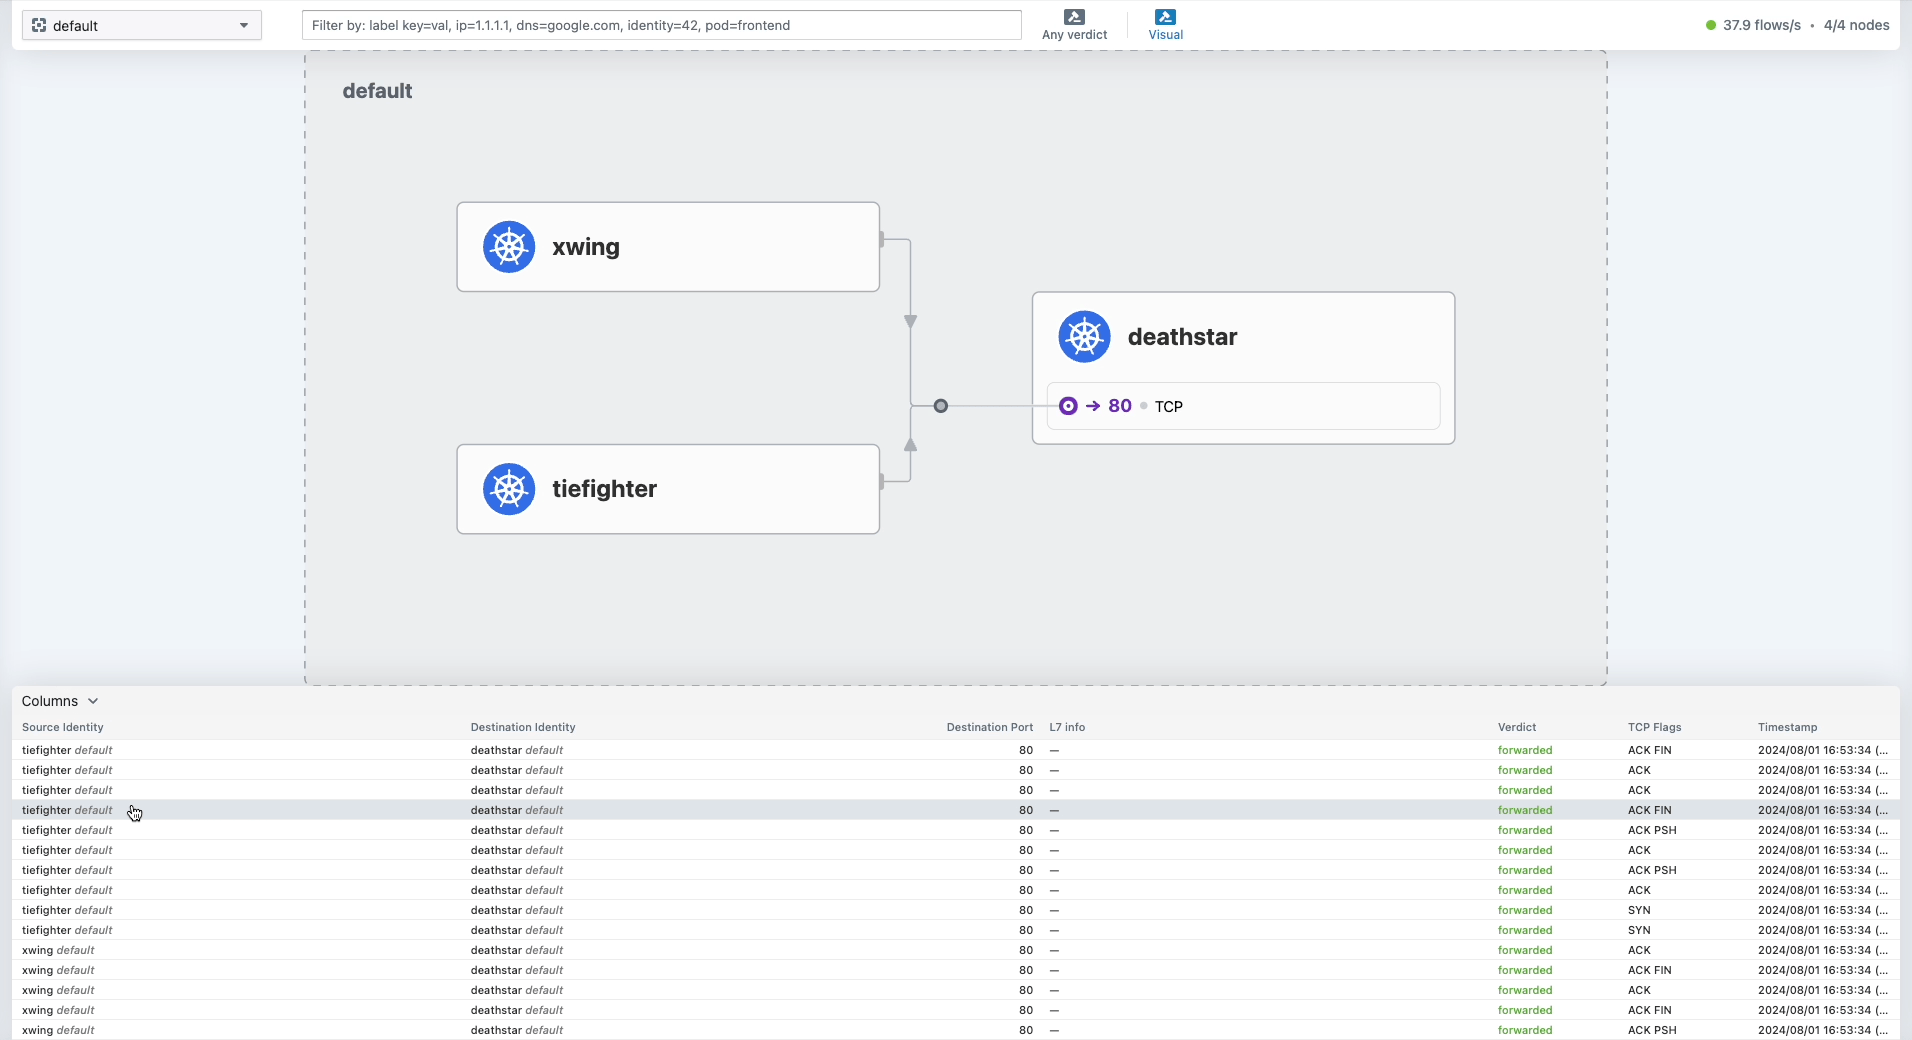 default
Filter by: label key=val, ip=1.1.1.1, dns=google.com, identity=42, pod=frontend
Any verdict
Visual
37.9 flows/s • 4/4 nodes
default
xwing
deathstar
→ 80 • TCP
tiefighter
Columns
Source Identity Destination Identity Destination Port L7 info Verdict TCP Flags Timestamp
tiefighter default deathstar default 80 — forwarded ACK FIN 2024/08/01 16:53:34 (...
tiefighter default deathstar default 80 — forwarded ACK 2024/08/01 16:53:34 (...
tiefighter default deathstar default 80 — forwarded ACK 2024/08/01 16:53:34 (...
tiefighter default deathstar default 80 — forwarded ACK FIN 2024/08/01 16:53:34 (...
tiefighter default deathstar default 80 — forwarded ACK PSH 2024/08/01 16:53:34 (...
tiefighter default deathstar default 80 — forwarded ACK 2024/08/01 16:53:34 (...
tiefighter default deathstar default 80 — forwarded ACK PSH 2024/08/01 16:53:34 (...
tiefighter default deathstar default 80 — forwarded ACK 2024/08/01 16:53:34 (...
tiefighter default deathstar default 80 — forwarded SYN 2024/08/01 16:53:34 (...
tiefighter default deathstar default 80 — forwarded SYN 2024/08/01 16:53:34 (...
xwing default deathstar default 80 — forwarded ACK 2024/08/01 16:53:34 (...
xwing default deathstar default 80 — forwarded ACK FIN 2024/08/01 16:53:34 (...
xwing default deathstar default 80 — forwarded ACK 2024/08/01 16:53:34 (...
xwing default deathstar default 80 — forwarded ACK FIN 2024/08/01 16:53:34 (...
xwing default deathstar default 80 — forwarded ACK PSH 2024/08/01 16:53:34 (...